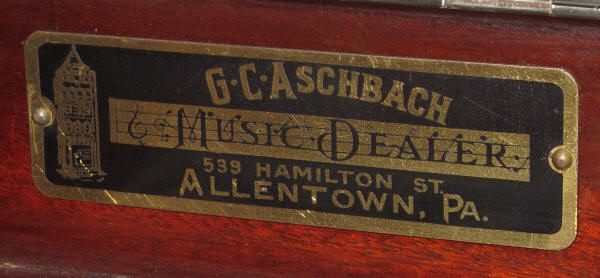 G·C·ASCHBACH
MUSIC DEALER
539 HAMILTON ST.
ALLENTOWN, PA.